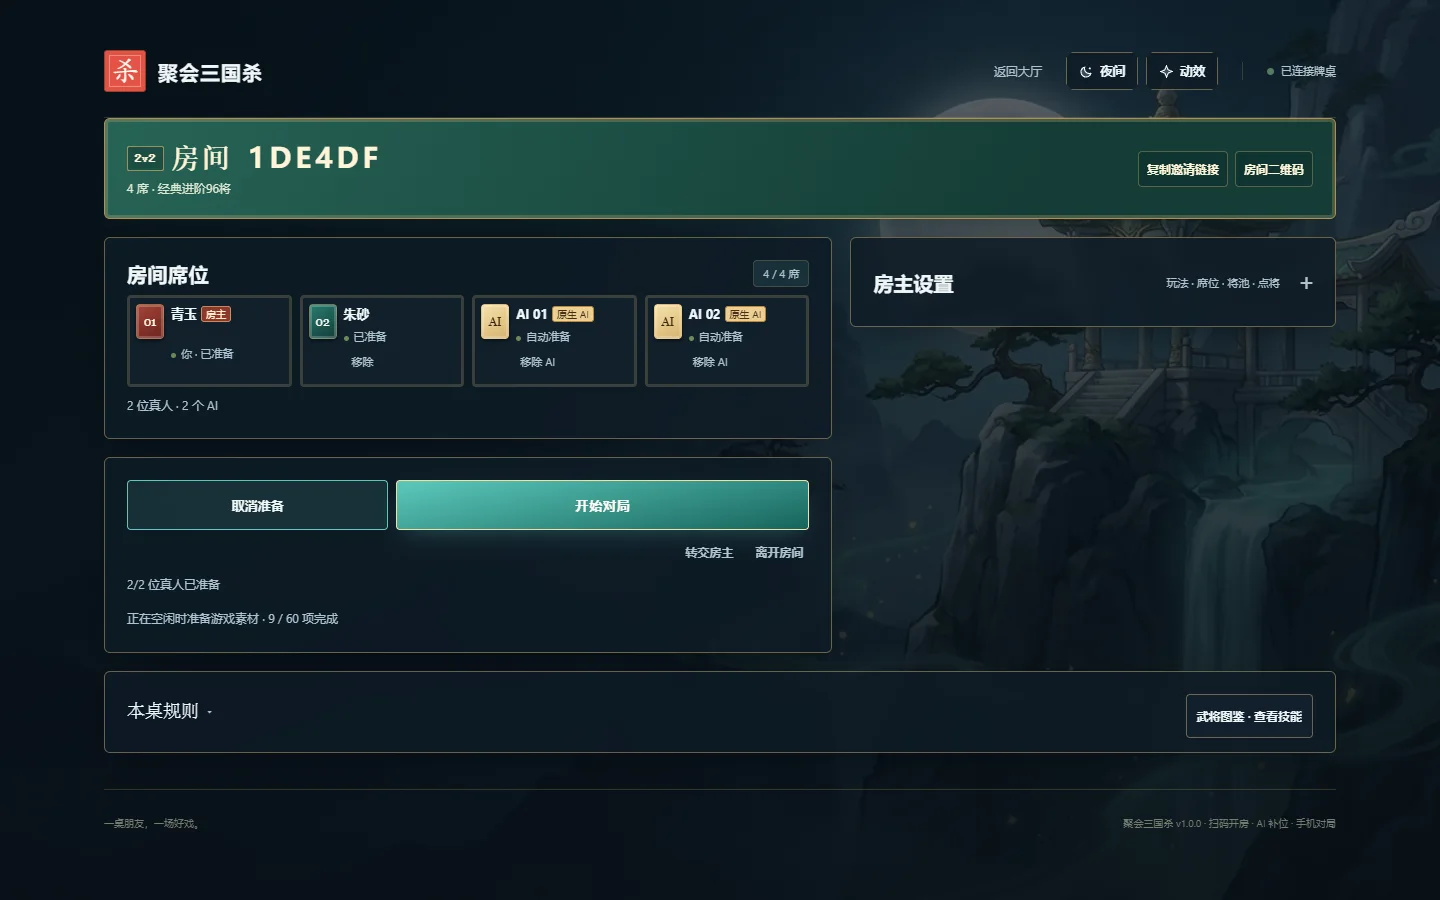 杀 聚会三国杀
返回大厅 夜间 动效 已连接牌桌
2v2 房间 1DE4DF
4 席 · 经典进阶96将
复制邀请链接 房间二维码
房间席位 4 / 4 席
01 青玉 房主
你 · 已准备
02 朱砂
已准备
移除
AI AI 01 原生 AI
自动准备
移除 AI
AI AI 02 原生 AI
自动准备
移除 AI
2 位真人 · 2 个 AI
房主设置 玩法 · 席位 · 将池 · 点将 +
取消准备 开始对局
转交房主 离开房间
2/2 位真人已准备
正在空闲时准备游戏素材 · 9 / 60 项完成
本桌规则
武将图鉴 · 查看技能
一桌朋友，一场好戏。
聚会三国杀 v1.0.0 · 扫码开房 · AI 补位 · 手机对局